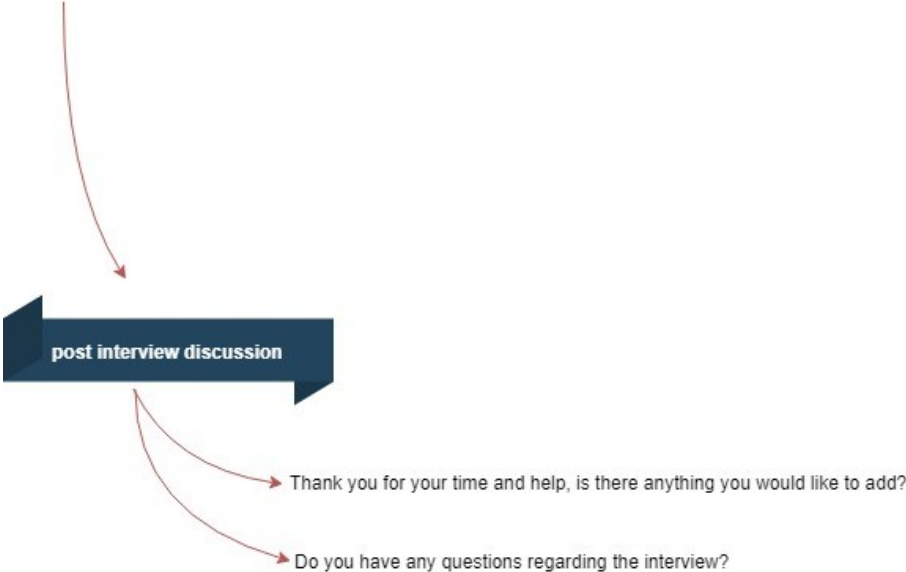 post interview discussion
Thank you for your time and help, is there anything you would like to add?
Do you have any questions regarding the interview?